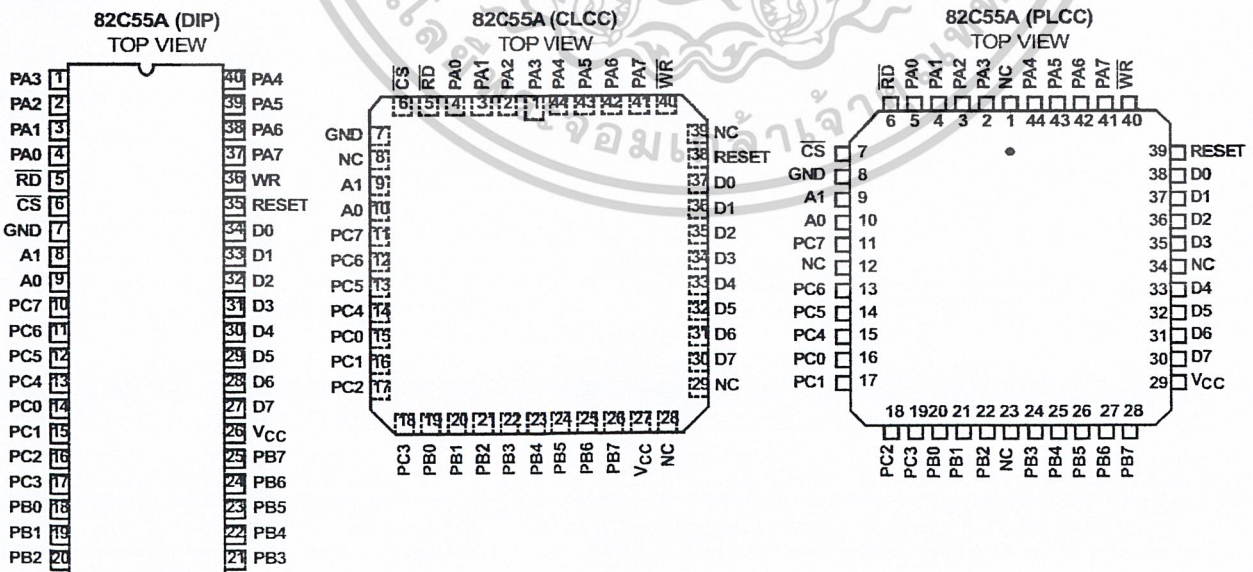 82C55A (DIP)
TOP VIEW
PA3 1
PA2 2
PA1 3
PA0 4
RD 5
CS 6
GND 7
A1 8
A0 9
PC7 10
PC6 11
PC5 12
PC4 13
PC0 14
PC1 15
PC2 16
PC3 17
PB0 18
PB1 19
PB2 20
40 PA4
39 PA5
38 PA6
37 PA7
36 WR
35 RESET
34 D0
33 D1
32 D2
31 D3
30 D4
29 D5
28 D6
27 D7
26 VCC
25 PB7
24 PB6
23 PB5
22 PB4
21 PB3
82C55A (CLCC)
TOP VIEW
CS RD PA0 PA1 PA2 PA3 PA4 PA5 PA6 PA7 WR
6 5 4 3 2 1 44 43 42 41 40
GND 7
NC 8
A1 9
A0 10
PC7 11
PC6 12
PC5 13
PC4 14
PC0 15
PC1 16
PC2 17
39 NC
38 RESET
37 D0
36 D1
35 D2
34 D3
33 D4
32 D5
31 D6
30 D7
29 NC
18 19 20 21 22 23 24 25 26 27 28
PC3 PB0 PB1 PB2 PB3 PB4 PB5 PB6 PB7 VCC NC
82C55A (PLCC)
TOP VIEW
RD PA0 PA1 PA2 PA3 NC PA4 PA5 PA6 PA7 WR
6 5 4 3 2 1 44 43 42 41 40
CS 7
GND 8
A1 9
A0 10
PC7 11
NC 12
PC6 13
PC5 14
PC4 15
PC0 16
PC1 17
39 RESET
38 D0
37 D1
36 D2
35 D3
34 NC
33 D4
32 D5
31 D6
30 D7
29 VCC
18 19 20 21 22 23 24 25 26 27 28
PC2 PC3 PB0 PB1 PB2 NC PB3 PB4 PB5 PB6 PB7